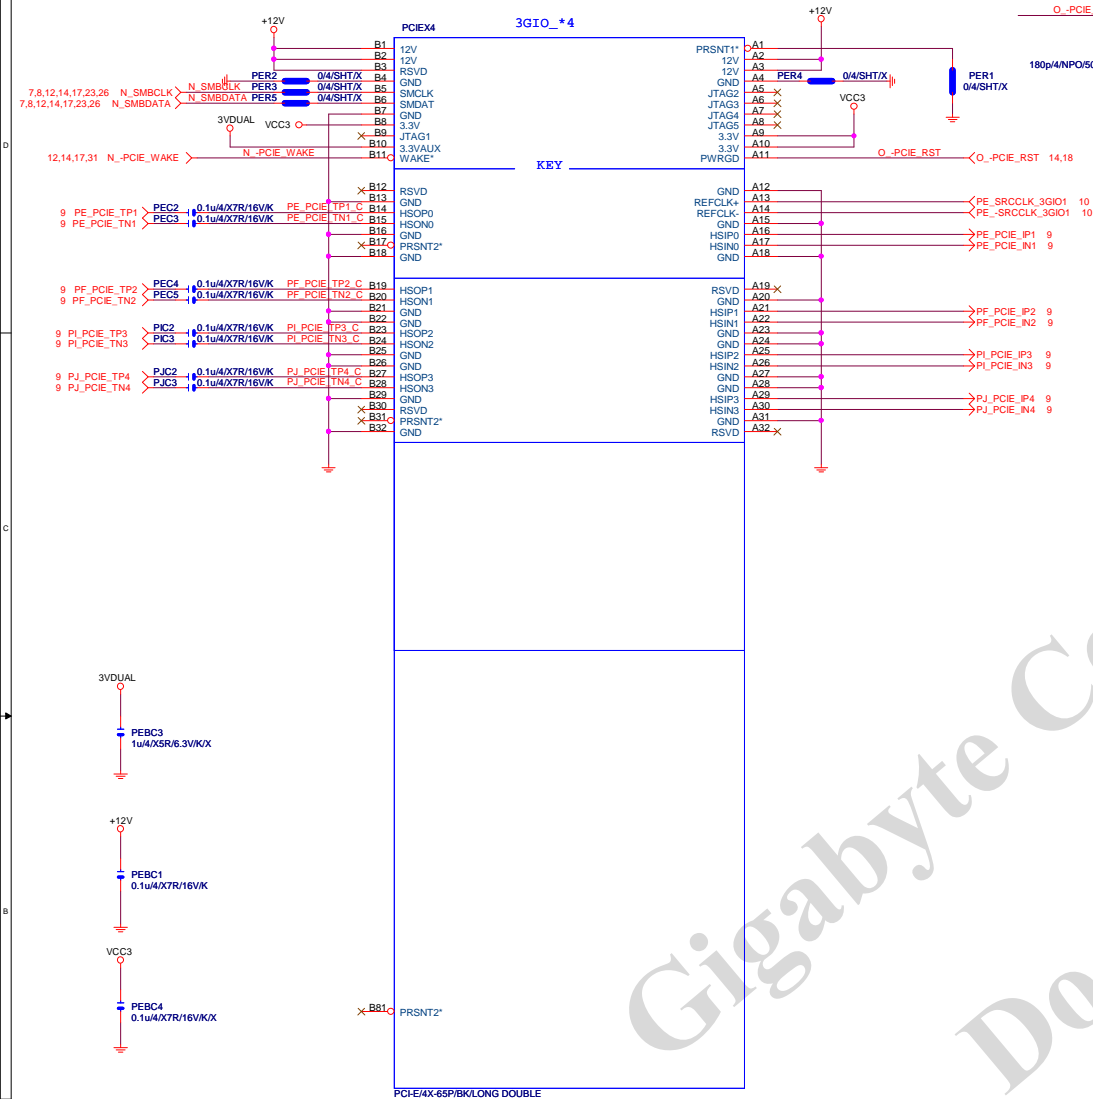 O_-PCIE_
+12V
3GIO_*4
+12V
PCIEX4
B1 12V PRSNT1* A1
B2 12V 12V A2
B3 RSVD 12V A3
PER2 0/4/SHT/X B4 GND GND A4 PER4 0/4/SHT/X
7,8,12,14,17,23,26 N_SMBCLK N_SMBCLK PER3 0/4/SHT/X B5 SMCLK JTAG2 A5
7,8,12,14,17,23,26 N_SMBDATA N_SMBDATA PER5 0/4/SHT/X B6 SMDAT JTAG3 A6
B7 GND JTAG4 A7
3VDUAL VCC3 B8 3.3V JTAG5 A8
B9 JTAG1 3.3V A9
B10 3.3VAUX 3.3V A10
12,14,17,31 N_-PCIE_WAKE N_-PCIE_WAKE B11 WAKE* PWRGD A11 O_-PCIE_RST O_-PCIE_RST 14,18
VCC3
PER1
0/4/SHT/X
180p/4/NPO/50
KEY
B12 RSVD GND A12
B13 GND REFCLK+ A13 PE_SRCCLK_3GIO1 10
9 PE_PCIE_TP1 PEC2 0.1u/4/X7R/16V/K PE_PCIE_TP1_C B14 HSOP0 REFCLK- A14 PE_-SRCCLK_3GIO1 10
9 PE_PCIE_TN1 PEC3 0.1u/4/X7R/16V/K PE_PCIE_TN1_C B15 HSON0 GND A15
B16 GND HSIP0 A16 PE_PCIE_IP1 9
B17 PRSNT2* HSIN0 A17 PE_PCIE_IN1 9
B18 GND GND A18
9 PF_PCIE_TP2 PEC4 0.1u/4/X7R/16V/K PF_PCIE_TP2_C B19 HSOP1 RSVD A19
9 PF_PCIE_TN2 PEC5 0.1u/4/X7R/16V/K PF_PCIE_TN2_C B20 HSON1 GND A20
B21 GND HSIP1 A21 PF_PCIE_IP2 9
B22 GND HSIN1 A22 PF_PCIE_IN2 9
9 PI_PCIE_TP3 PIC2 0.1u/4/X7R/16V/K PI_PCIE_TP3_C B23 HSOP2 GND A23
9 PI_PCIE_TN3 PIC3 0.1u/4/X7R/16V/K PI_PCIE_TN3_C B24 HSON2 GND A24
B25 GND HSIP2 A25 PI_PCIE_IP3 9
B26 GND HSIN2 A26 PI_PCIE_IN3 9
9 PJ_PCIE_TP4 PJC2 0.1u/4/X7R/16V/K PJ_PCIE_TP4_C B27 HSOP3 GND A27
9 PJ_PCIE_TN4 PJC3 0.1u/4/X7R/16V/K PJ_PCIE_TN4_C B28 HSON3 GND A28
B29 GND HSIP3 A29 PJ_PCIE_IP4 9
B30 RSVD HSIN3 A30 PJ_PCIE_IN4 9
B31 PRSNT2* GND A31
B32 GND RSVD A32
D
C
B
3VDUAL
PEBC3
1u/4/X5R/6.3V/K/X
+12V
PEBC1
0.1u/4/X7R/16V/K
VCC3
PEBC4
0.1u/4/X7R/16V/K/X
B81 PRSNT2*
PCI-E/4X-65P/BK/LONG DOUBLE
Gigabyte Co
Do